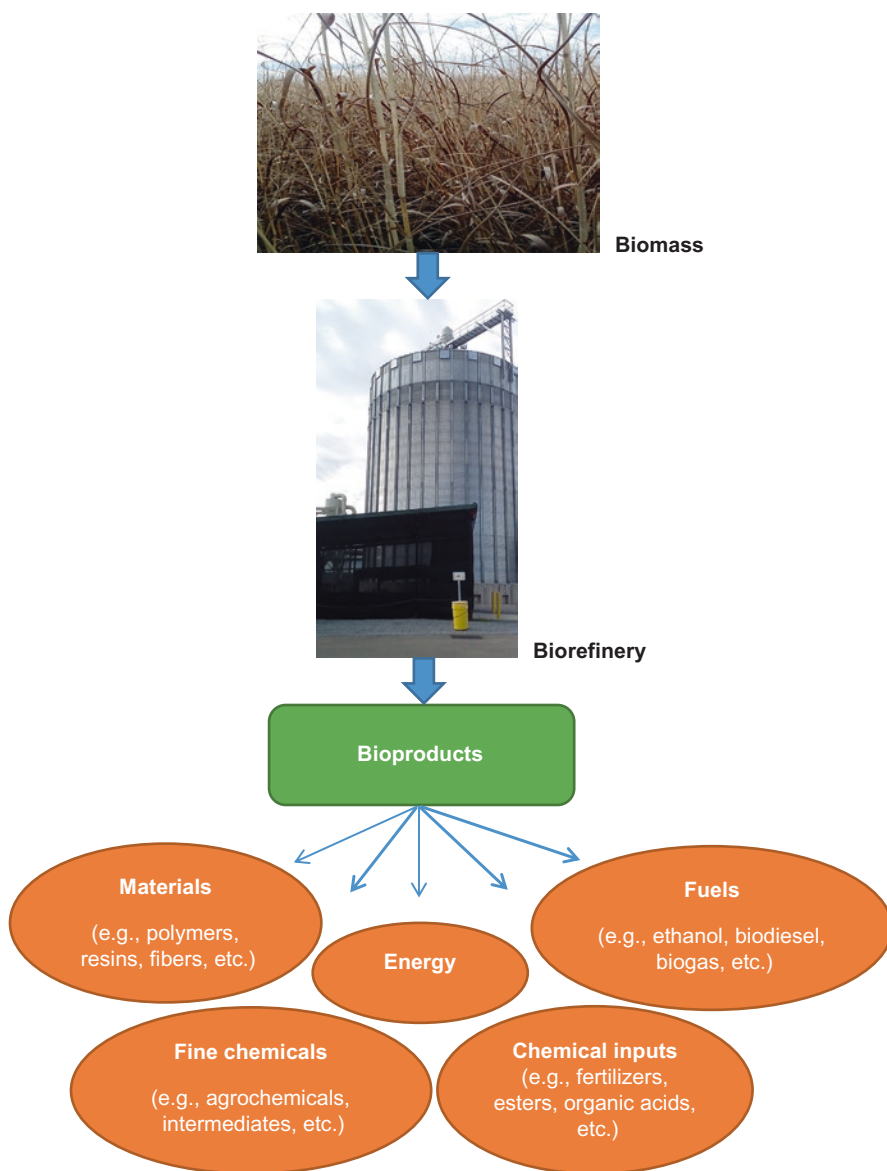 Biomass
Biorefinery
Bioproducts
Materials
(e.g., polymers,
resins, fibers, etc.)
Energy
Fuels
(e.g., ethanol, biodiesel,
biogas, etc.)
Fine chemicals
(e.g., agrochemicals,
intermediates, etc.)
Chemical inputs
(e.g., fertilizers,
esters, organic acids,
etc.)